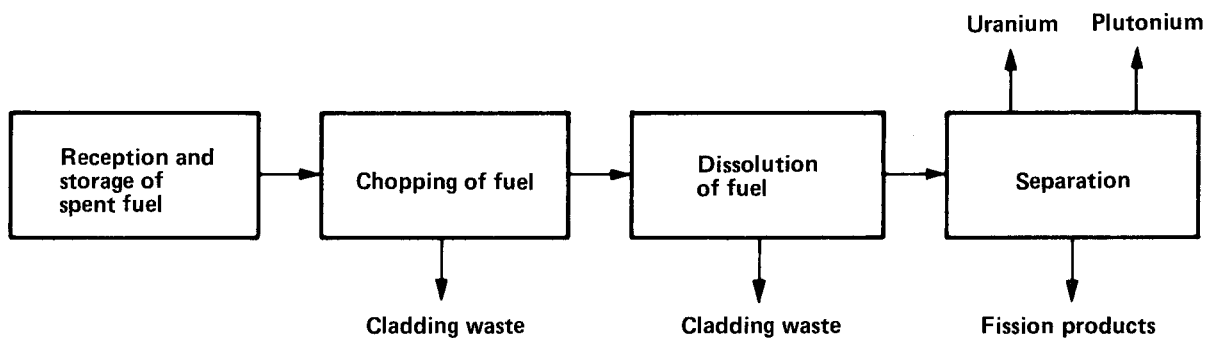 Uranium
Plutonium
Reception and
storage of
spent fuel
Chopping of fuel
Dissolution
of fuel
Separation
Cladding waste
Cladding waste
Fission products